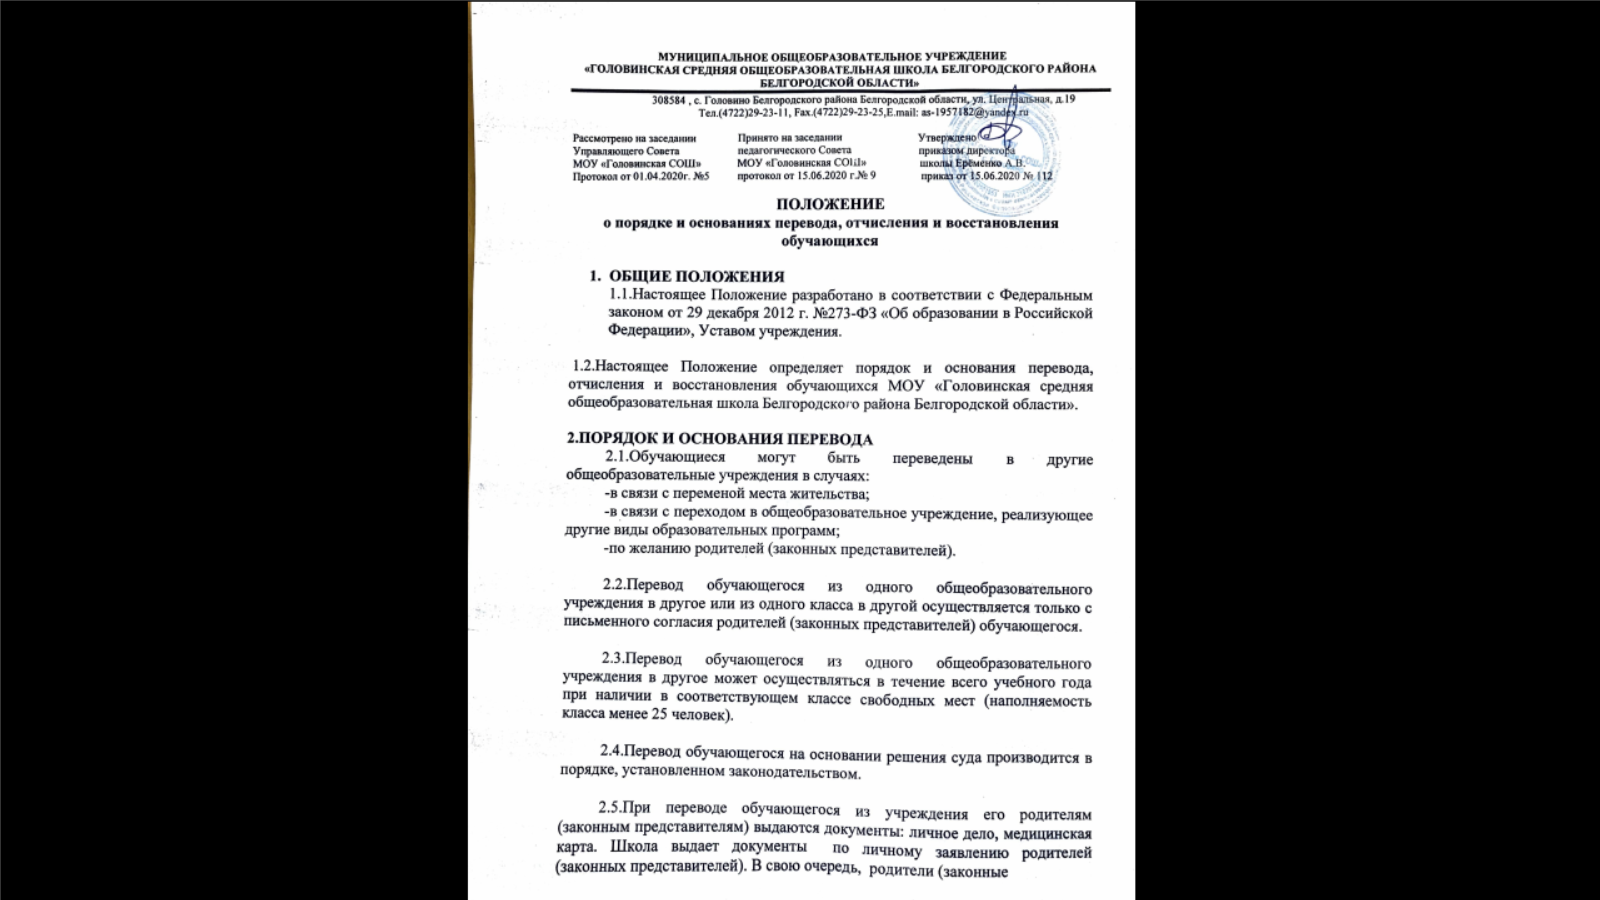 МУНИЦИПАЛЬНОЕ ОБЩЕОБРАЗОВАТЕЛЬНОЕ УЧРЕЖДЕНИЕ
«ГОЛОВИНСКАЯ СРЕДНЯЯ ОБЩЕОБРАЗОВАТЕЛЬНАЯ ШКОЛА БЕЛГОРОДСКОГО РАЙОНА
БЕЛГОРОДСКОЙ ОБЛАСТИ»
308584 , с. Головино Белгородского района Белгородской области, ул. Центральная, д.19
Тел.(4722)29-23-11, Fax.(4722)29-23-25,E.mail: as-1957182@yandex.ru
Рассмотрено на заседании
Управляющего Совета
МОУ «Головинская СОШ»
Протокол от 01.04.2020г. №5
Принято на заседании
педагогического Совета
МОУ «Головинская СОШ»
протокол от 15.06.2020 г.№ 9
Утверждено
приказом директора
школы Ерёменко А.В.
приказ от 15.06.2020 № 112
ПОЛОЖЕНИЕ
о порядке и основаниях перевода, отчисления и восстановления
обучающихся
1. ОБЩИЕ ПОЛОЖЕНИЯ
1.1.Настоящее Положение разработано в соответствии с Федеральным
законом от 29 декабря 2012 г. №273-ФЗ «Об образовании в Российской
Федерации», Уставом учреждения.
1.2.Настоящее Положение определяет порядок и основания перевода,
отчисления и восстановления обучающихся МОУ «Головинская средняя
общеобразовательная школа Белгородского района Белгородской области».
2.ПОРЯДОК И ОСНОВАНИЯ ПЕРЕВОДА
2.1.Обучающиеся могут быть переведены в другие
общеобразовательные учреждения в случаях:
-в связи с переменой места жительства;
-в связи с переходом в общеобразовательное учреждение, реализующее
другие виды образовательных программ;
-по желанию родителей (законных представителей).
2.2.Перевод обучающегося из одного общеобразовательного
учреждения в другое или из одного класса в другой осуществляется только с
письменного согласия родителей (законных представителей) обучающегося.
2.3.Перевод обучающегося из одного общеобразовательного
учреждения в другое может осуществляться в течение всего учебного года
при наличии в соответствующем классе свободных мест (наполняемость
класса менее 25 человек).
2.4.Перевод обучающегося на основании решения суда производится в
порядке, установленном законодательством.
2.5.При переводе обучающегося из учреждения его родителям
(законным представителям) выдаются документы: личное дело, медицинская
карта. Школа выдает документы по личному заявлению родителей
(законных представителей). В свою очередь, родители (законные